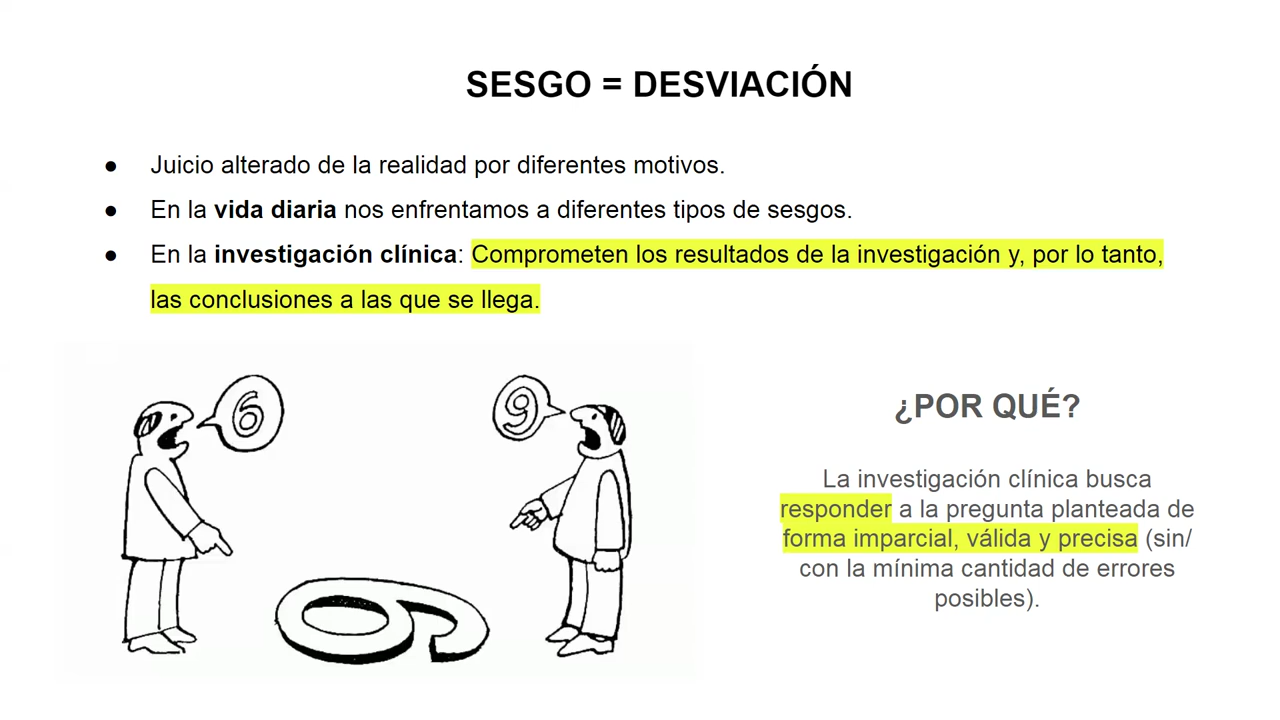 SESGO = DESVIACIÓN
● Juicio alterado de la realidad por diferentes motivos.
● En la vida diaria nos enfrentamos a diferentes tipos de sesgos.
● En la investigación clínica: Comprometen los resultados de la investigación y, por lo tanto,
las conclusiones a las que se llega.
6
9
¿POR QUÉ?
La investigación clínica busca
responder a la pregunta planteada de
forma imparcial, válida y precisa (sin/
con la mínima cantidad de errores
posibles).